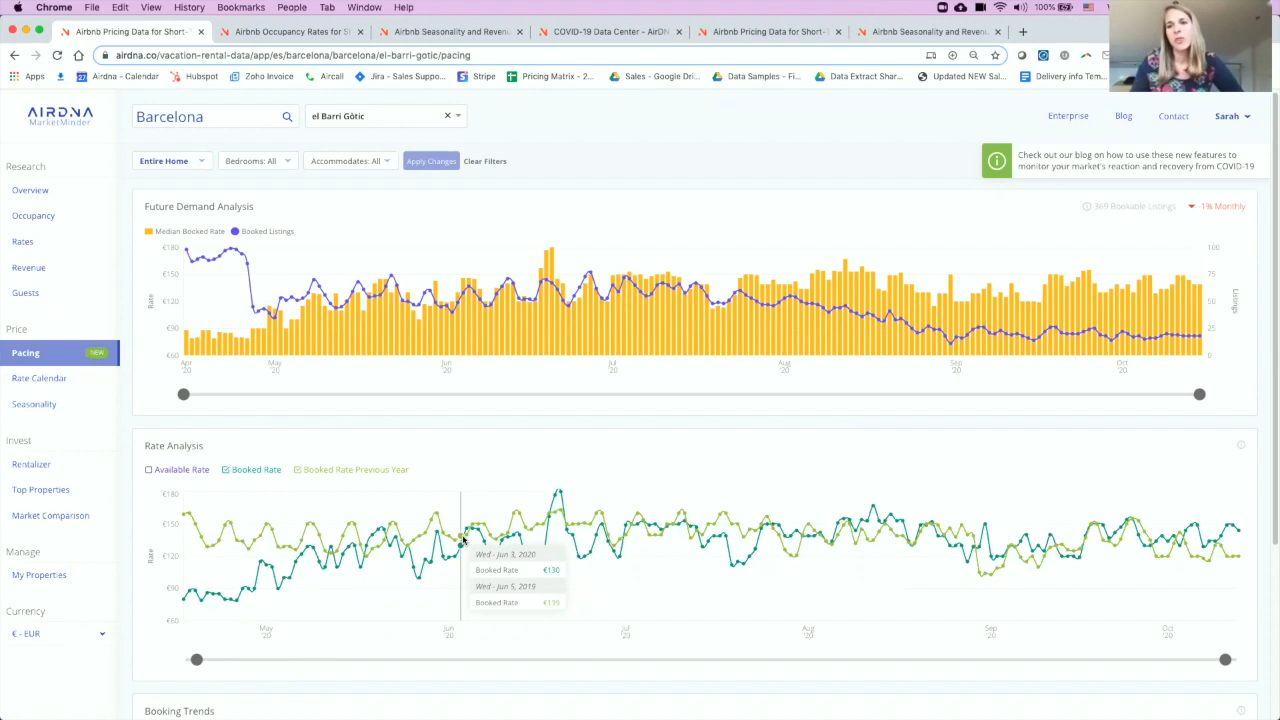 Chrome File Edit View History Bookmarks People Tab Window Help 100%
Airbnb Pricing Data for Short- Airbnb Occupancy Rates for S Airbnb Seasonality and Revenu COVID-19 Data Center - AirDN Airbnb Pricing Data for Short- Airbnb Seasonality and Revenu
airdna.co/vacation-rental-data/app/es/barcelona/barcelona/el-barri-gotic/pacing
Apps Airdna - Calendar Hubspot Zoho Invoice Aircall Jira - Sales Suppo... Stripe Pricing Matrix - 2... Sales - Google Dri... Data Samples - Fi... Data Extract Shar... Updated NEW Sal... Delivery info Tem...
AIRDNA
MarketMinder
Barcelona
el Barri Gòtic
Enterprise Blog Contact Sarah
Entire Home Bedrooms: All Accommodates: All Apply Changes Clear Filters
Check out our blog on how to use these new features to
monitor your market's reaction and recovery from COVID-19
Research
Overview
Occupancy
Rates
Revenue
Guests
Price
Pacing NEW
Rate Calendar
Seasonality
Invest
Rentalizer
Top Properties
Market Comparison
Manage
My Properties
Currency
€ - EUR
Future Demand Analysis
369 Bookable Listings -1% Monthly
Median Booked Rate Booked Listings
€180
€150
€120
€90
€60
Rate
100
75
50
25
0
Listings
Apr '20 May '20 Jun '20 Jul '20 Aug '20 Sep '20 Oct '20
Rate Analysis
Available Rate Booked Rate Booked Rate Previous Year
€180
€150
€120
€90
€60
Rate
Wed - Jun 3, 2020
Booked Rate €130
Wed - Jun 5, 2019
Booked Rate €139
May '20 Jun '20 Jul '20 Aug '20 Sep '20 Oct '20
Booking Trends